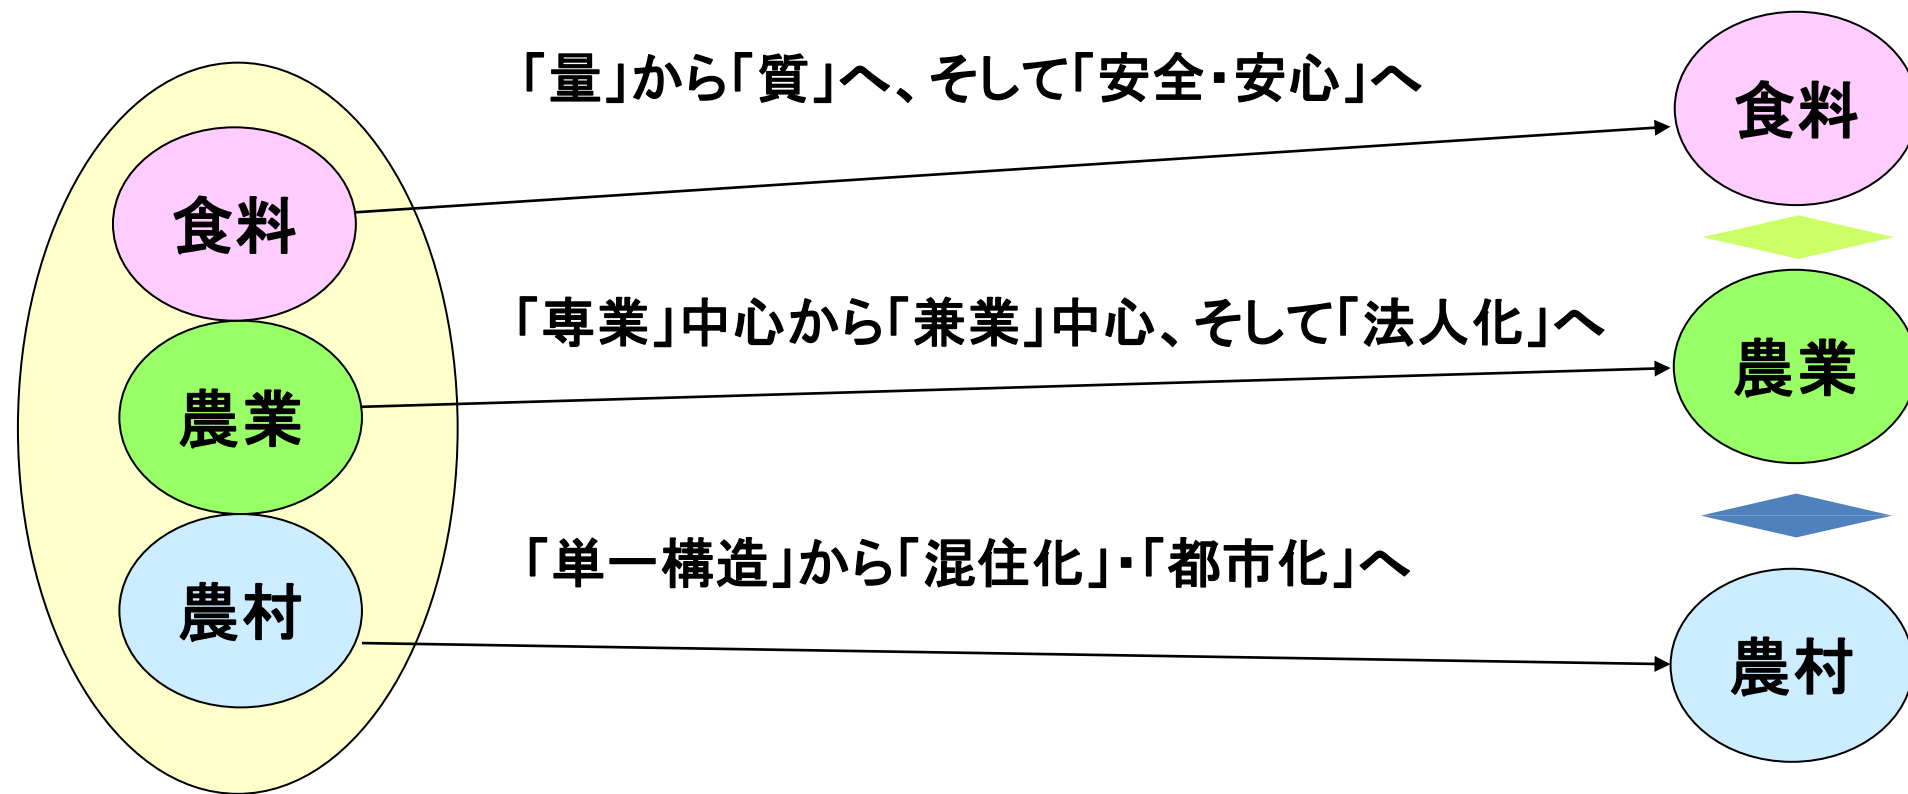 「量」から「質」へ、そして「安全・安心」へ
食料
食料
「専業」中心から「兼業」中心、そして「法人化」へ
農業
農業
「単一構造」から「混住化」・「都市化」へ
農村
農村